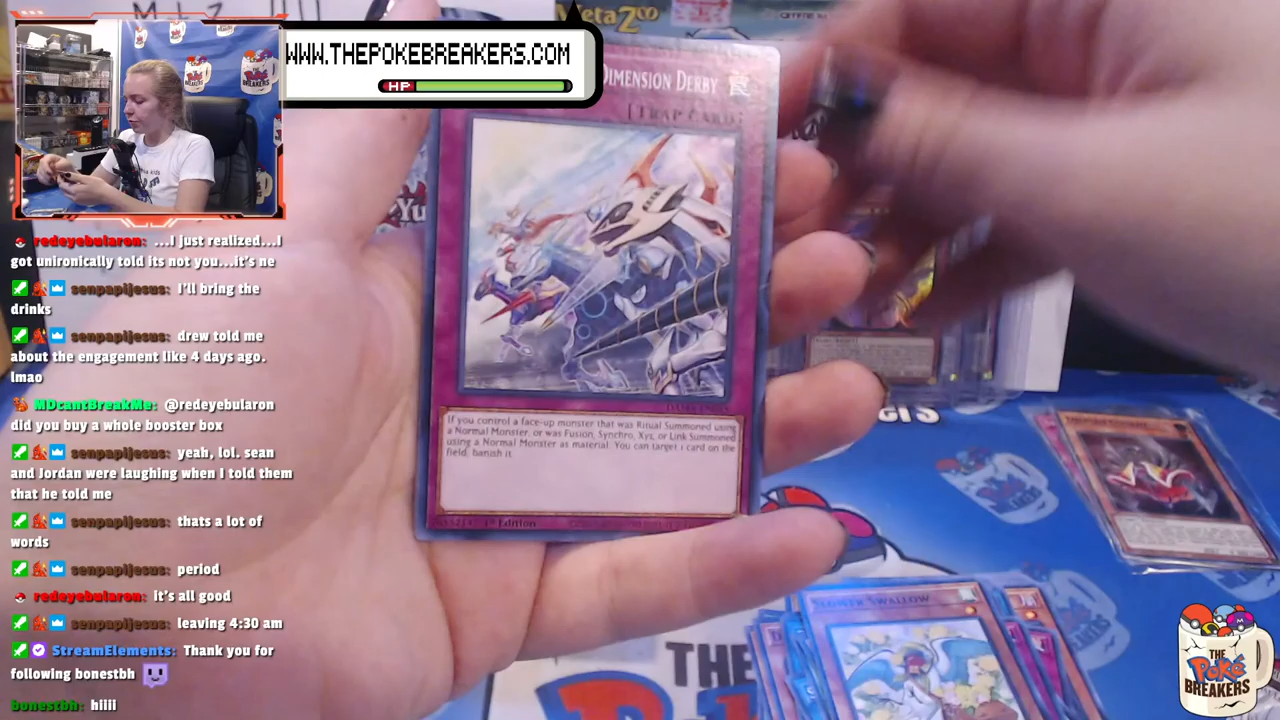 MetaZoo
WWW.THEPOKEBREAKERS.COM
HP
DIMENSION DERBY
[TRAP CARD]
If you control a face-up monster that was Ritual Summoned using
a Normal Monster, or was Fusion, Synchro, Xyz, or Link Summoned
using a Normal Monster as material: You can target 1 card on the
field; banish it.
1st Edition
redeyebularon: ...I just realized...I
got unironically told its not you...it's ne
senpapijesus: I'll bring the
drinks
senpapijesus: drew told me
about the engagement like 4 days ago.
lmao
MDcantBreakMe: @redeyebularon
did you buy a whole booster box
senpapijesus: yeah, lol. sean
and Jordan were laughing when I told them
that he told me
senpapijesus: thats a lot of
words
senpapijesus: period
redeyebularon: it's all good
senpapijesus: leaving 4:30 am
StreamElements: Thank you for
following bonestbh
bonestbh: hiiii
SLOWER SWALLOW
THE
THE
Poké
BREAKERS